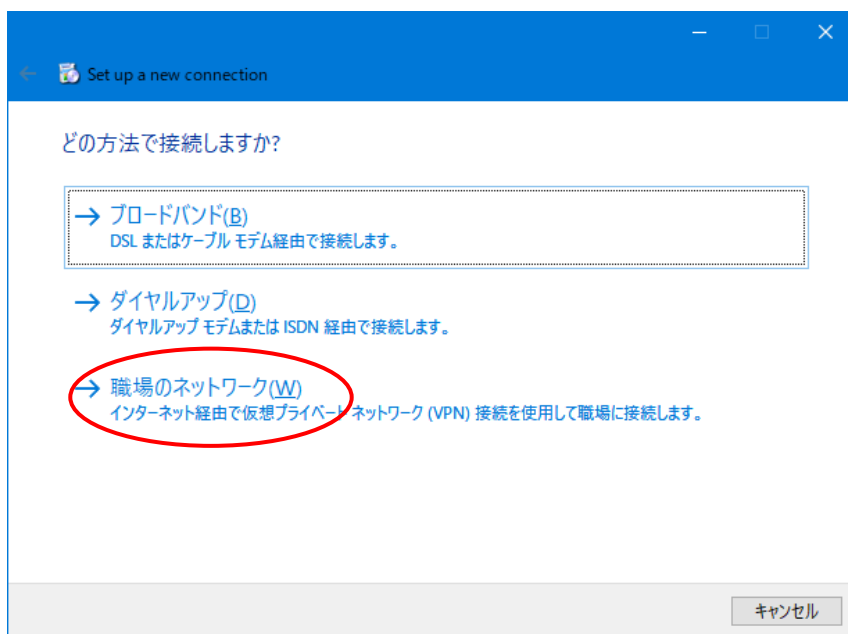 Set up a new connection
どの方法で接続しますか?
ブロードバンド(B)
DSL またはケーブル モデム経由で接続します。
ダイヤルアップ(D)
ダイヤルアップ モデムまたは ISDN 経由で接続します。
職場のネットワーク(W)
インターネット経由で仮想プライベート ネットワーク (VPN) 接続を使用して職場に接続します。
キャンセル